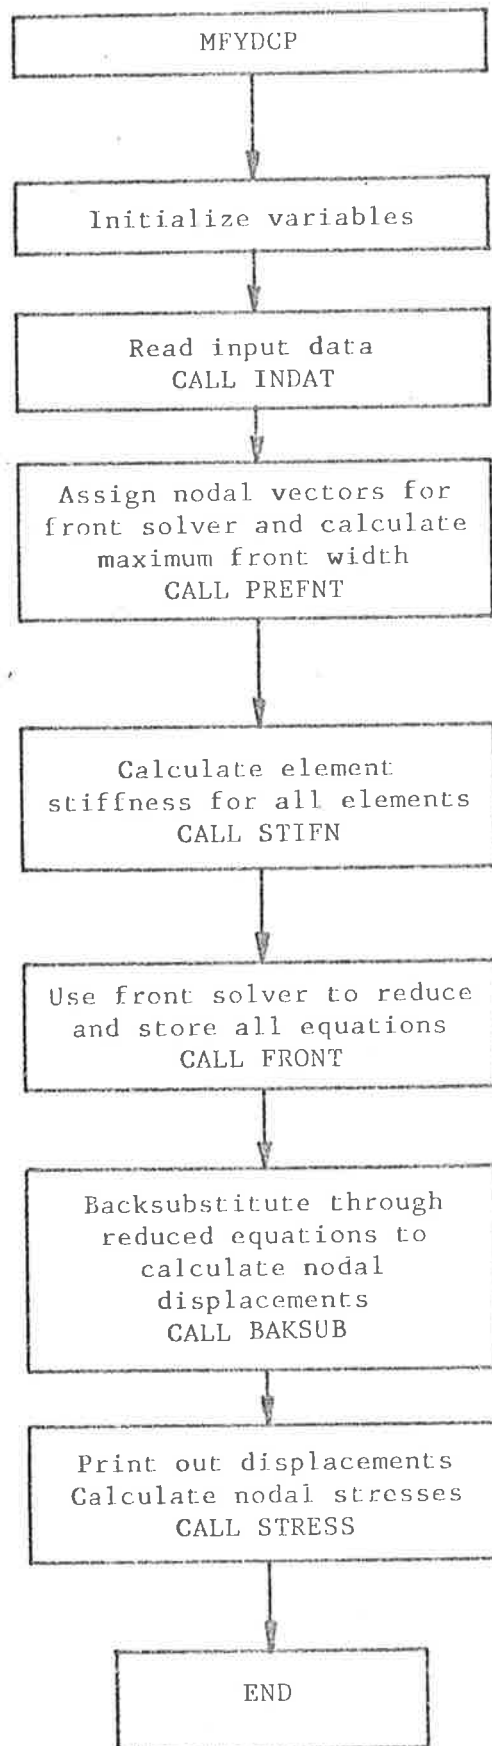 MFYDCP
Initialize variables
Read input data
CALL INDAT
Assign nodal vectors for
front solver and calculate
maximum front width
CALL PREFNT
Calculate element
stiffness for all elements
CALL STIFN
Use front solver to reduce
and store all equations
CALL FRONT
Backsubstitute through
reduced equations to
calculate nodal
displacements
CALL BAKSUB
Print out displacements
Calculate nodal stresses
CALL STRESS
END